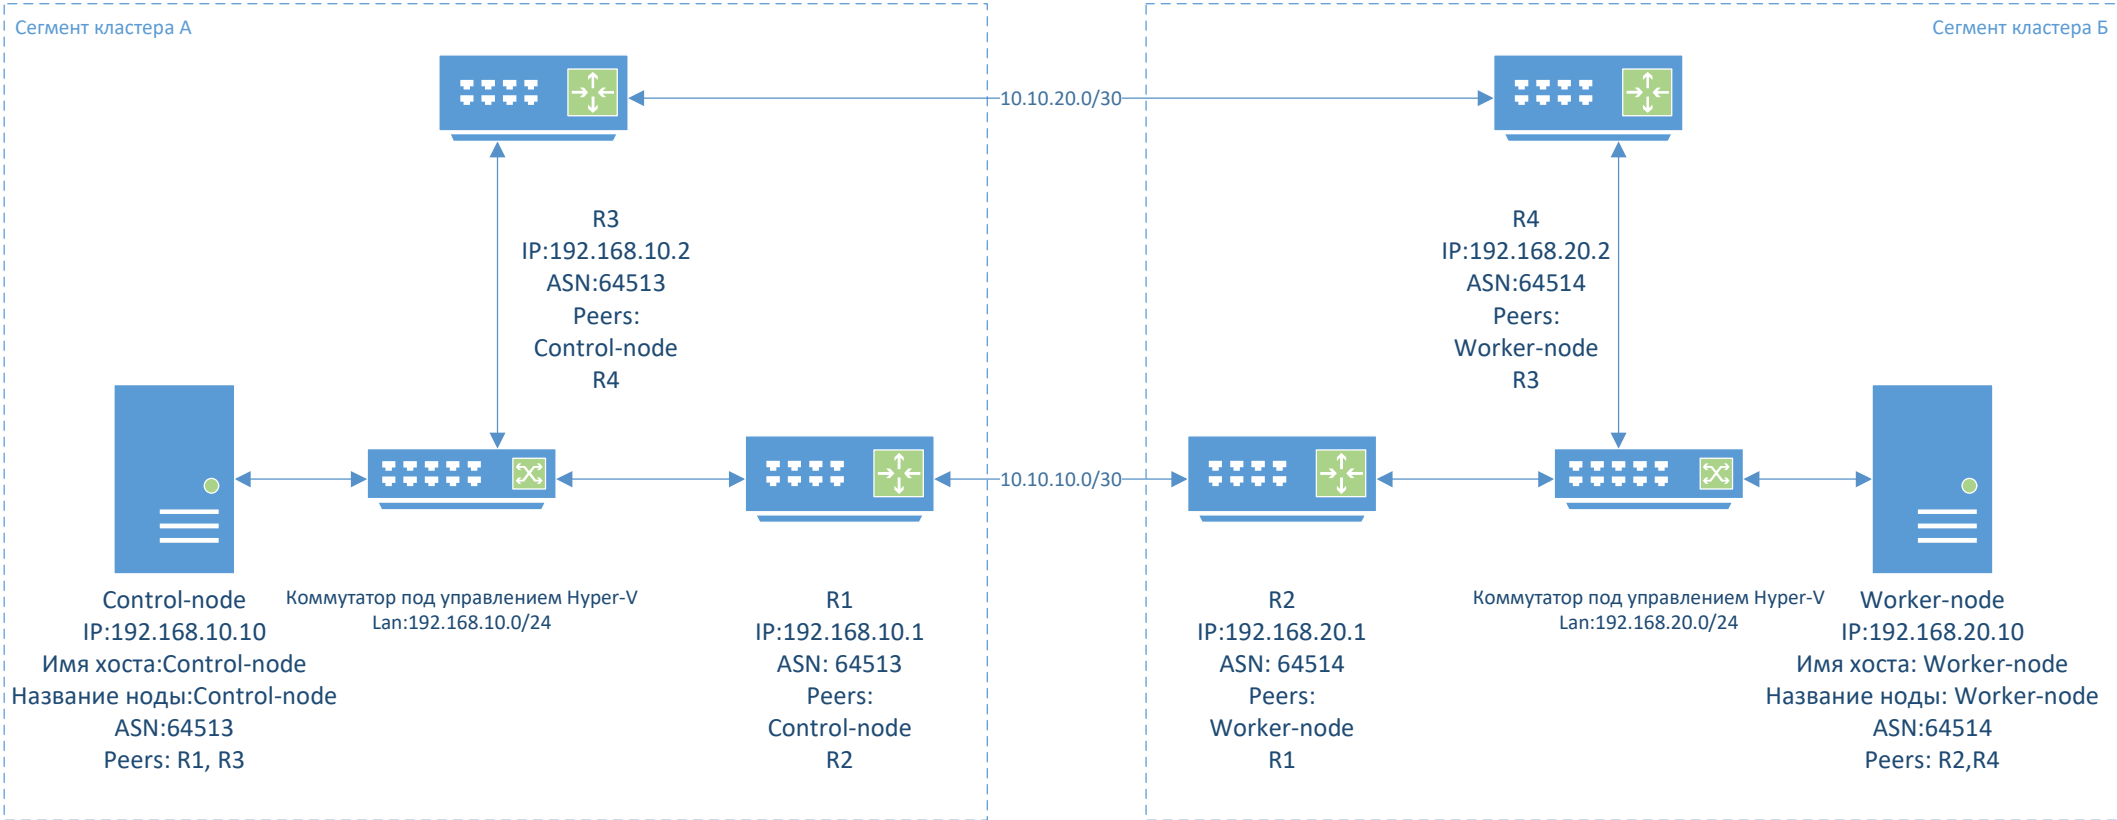 Сегмент кластера А
Сегмент кластера Б
10.10.20.0/30
R3
IP:192.168.10.2
ASN:64513
Peers:
Control-node
R4
R4
IP:192.168.20.2
ASN:64514
Peers:
Worker-node
R3
10.10.10.0/30
Control-node
IP:192.168.10.10
Имя хоста:Control-node
Название ноды:Control-node
ASN:64513
Peers: R1, R3
Коммутатор под управлением Hyper-V
Lan:192.168.10.0/24
R1
IP:192.168.10.1
ASN: 64513
Peers:
Control-node
R2
R2
IP:192.168.20.1
ASN: 64514
Peers:
Worker-node
R1
Коммутатор под управлением Hyper-V
Lan:192.168.20.0/24
Worker-node
IP:192.168.20.10
Имя хоста: Worker-node
Название ноды: Worker-node
ASN:64514
Peers: R2,R4